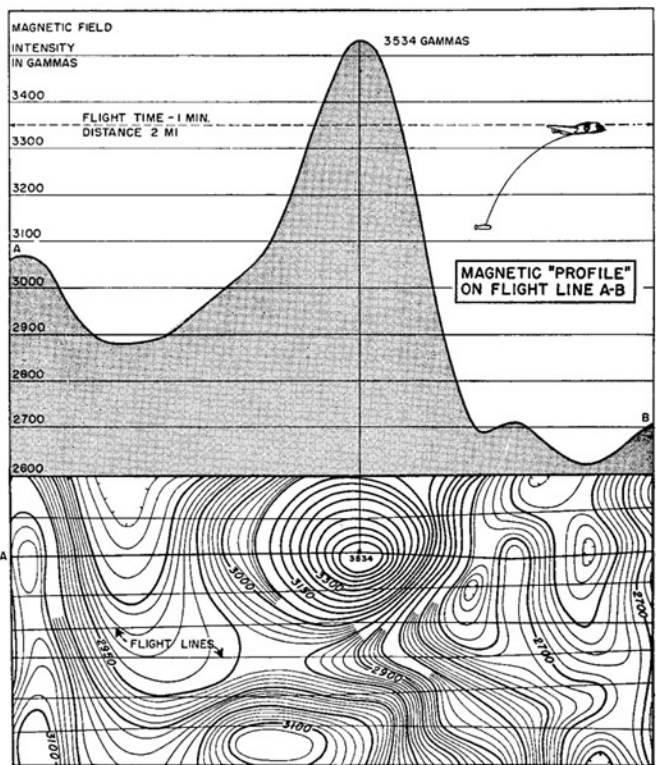 MAGNETIC FIELD
INTENSITY
IN GAMMAS
3534 GAMMAS
3400
FLIGHT TIME - 1 MIN.
DISTANCE 2 MI
3300
3200
3100
A
3000
MAGNETIC "PROFILE"
ON FLIGHT LINE A-B
2900
2800
2700
B
2600
A
3534
3000
3150
3300
2700
2950
FLIGHT LINES
2900
2700
3100
3100